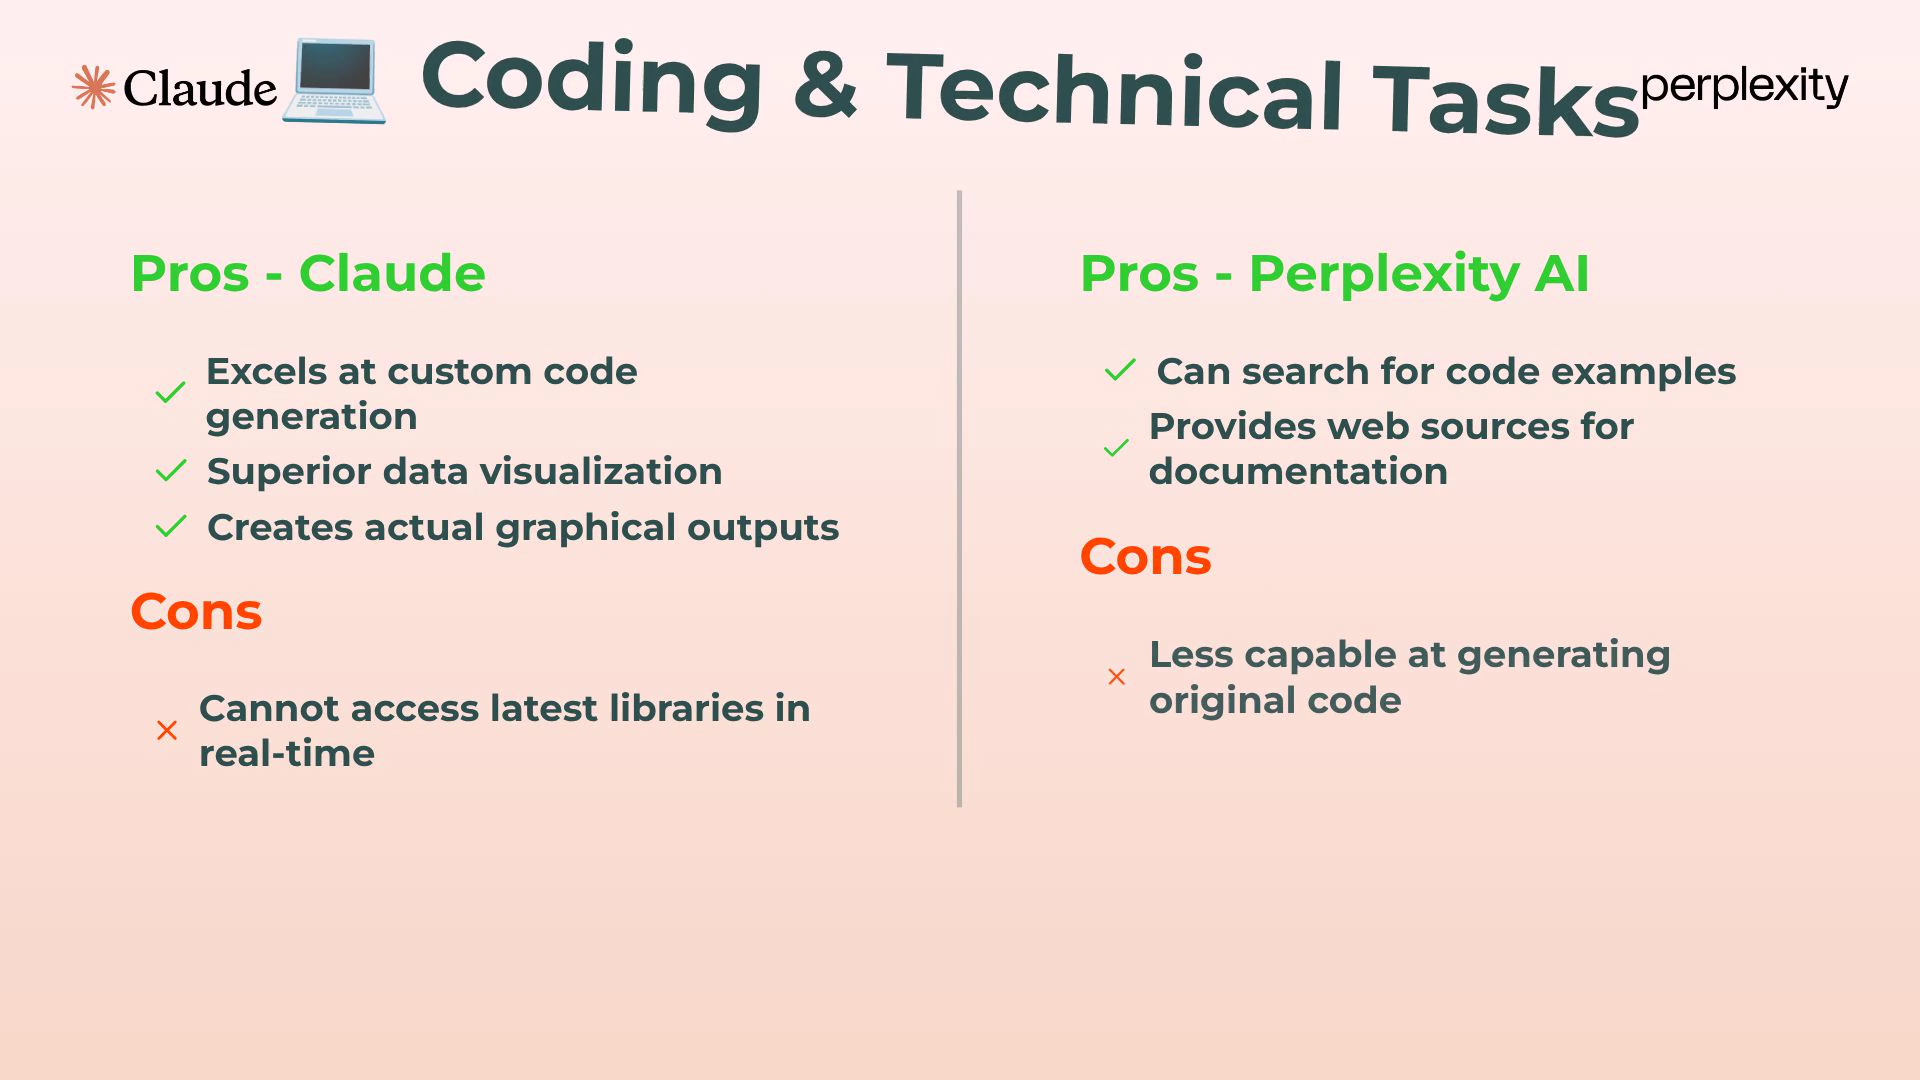 Claude
Coding & Technical Tasks
perplexity
Pros - Claude
Excels at custom code
generation
Superior data visualization
Creates actual graphical outputs
Cons
Cannot access latest libraries in
real-time
Pros - Perplexity AI
Can search for code examples
Provides web sources for
documentation
Cons
Less capable at generating
original code